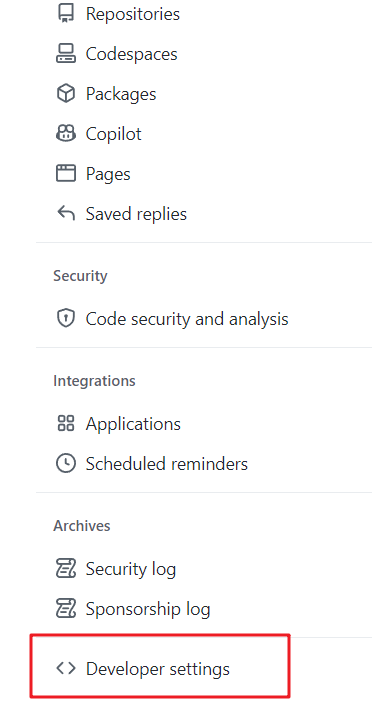 Repositories
Codespaces
Packages
Copilot
Pages
Saved replies
Security
Code security and analysis
Integrations
Applications
Scheduled reminders
Archives
Security log
Sponsorship log
Developer settings